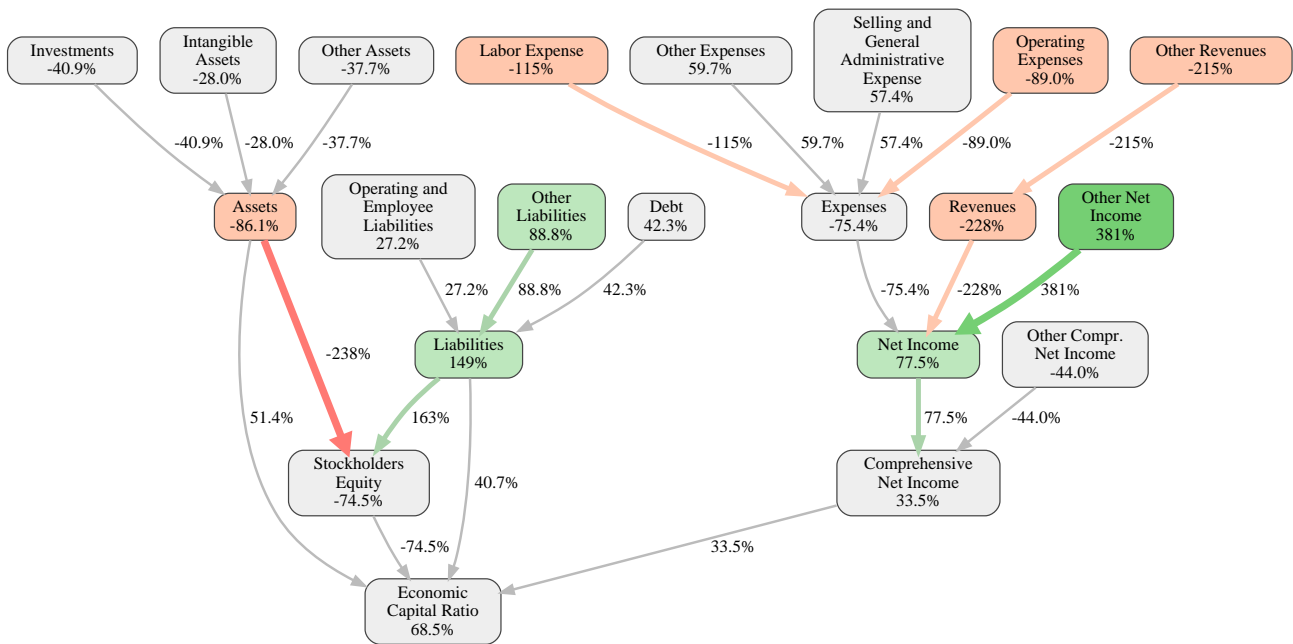 Investments
-40.9%
Intangible
Assets
-28.0%
Other Assets
-37.7%
Labor Expense
-115%
Other Expenses
59.7%
Selling and
General
Administrative
Expense
57.4%
Operating
Expenses
-89.0%
Other Revenues
-215%
-40.9%
-28.0%
-37.7%
-115%
59.7%
57.4%
-89.0%
-215%
Assets
-86.1%
Operating and
Employee
Liabilities
27.2%
Other
Liabilities
88.8%
Debt
42.3%
Expenses
-75.4%
Revenues
-228%
Other Net
Income
381%
27.2%
88.8%
42.3%
-75.4%
-228%
381%
-238%
Liabilities
149%
Net Income
77.5%
Other Compr.
Net Income
-44.0%
51.4%
163%
77.5%
-44.0%
Stockholders
Equity
-74.5%
40.7%
Comprehensive
Net Income
33.5%
-74.5%
33.5%
Economic
Capital Ratio
68.5%